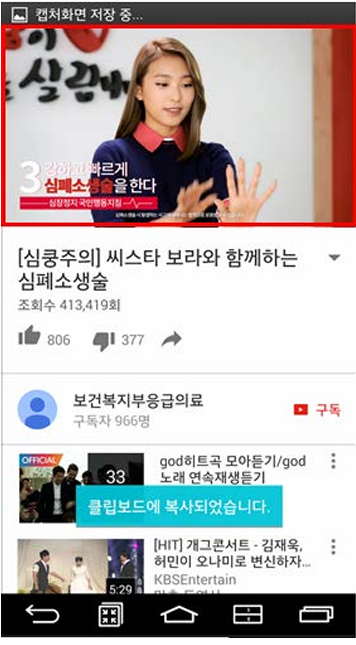 캡처화면 저장 중...
살림
3 강하고 빠르게
심폐소생술을 한다
심장정지 국민행동지침
[심쿵주의] 씨스타 보라와 함께하는
심폐소생술
조회수 413,419회
806
377
보건복지부응급의료
구독자 966명
구독
OFFICIAL
33
god히트곡 모아듣기/god
노래 연속재생듣기
클립보드에 복사되었습니다.
[HIT] 개그콘서트 - 김재욱,
허민이 오나미로 변신하자...
5:29
KBSEntertain